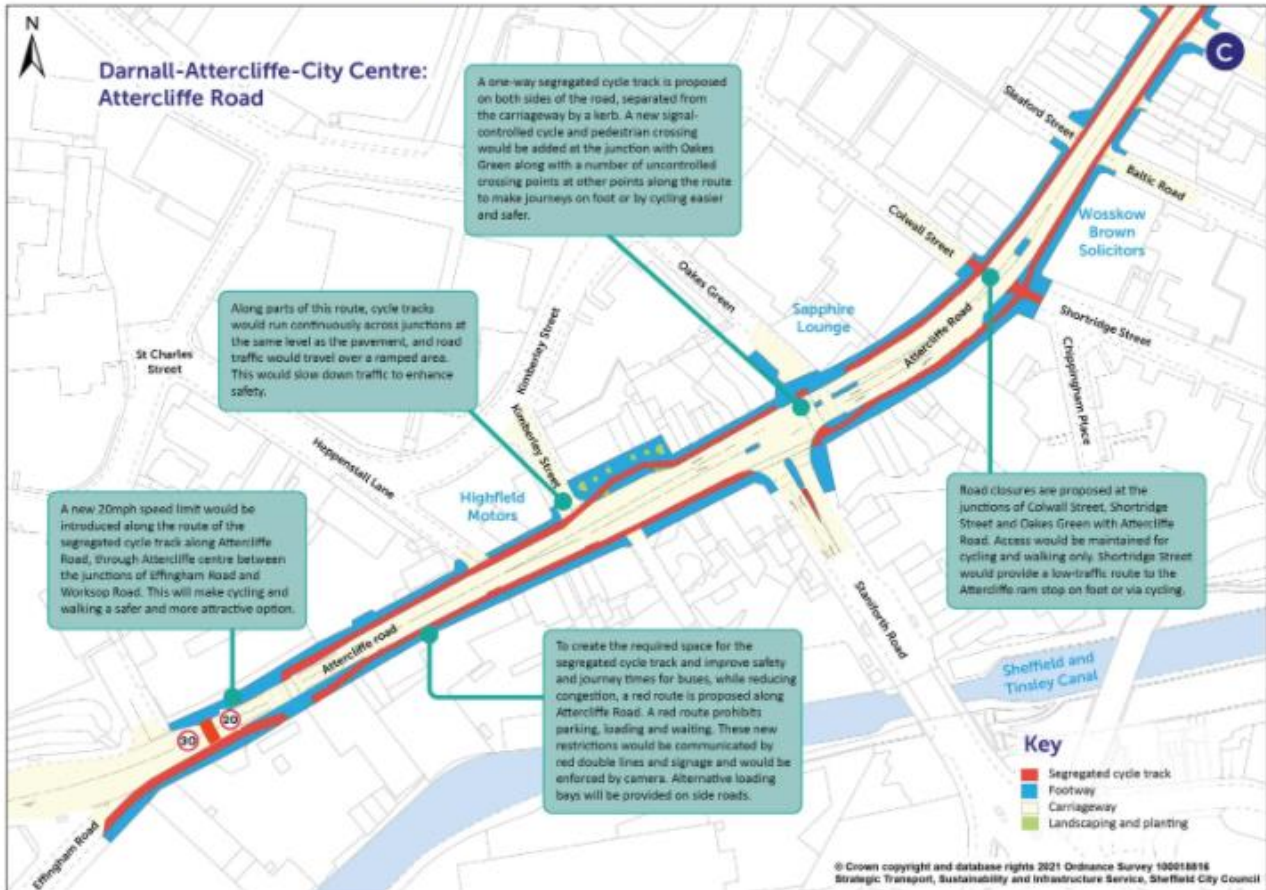 N
Darnall-Attercliffe-City Centre:
Attercliffe Road
A one-way segregated cycle track is proposed
on both sides of the road, separated from
the carriageway by a kerb. A new signal-
controlled cycle and pedestrian crossing
would be added at the junction with Oakes
Green along with a number of uncontrolled
crossing points at other points along the route
to make journeys on foot or by cycling easier
and safer.
C
Sleaford Street
Baltic Road
Colwall Street
Wosskow
Brown
Solicitors
Oakes Green
Sapphire
Lounge
Attercliffe Road
Shortridge Street
Chippingham Place
Along parts of this route, cycle tracks
would run continuously across junctions at
the same level as the pavement, and road
traffic would travel over a ramped area.
This would slow down traffic to enhance
safety.
St Charles
Street
Kimberley Street
Kimberley Street
Heppenstall Lane
Highfield
Motors
A new 20mph speed limit would be
introduced along the route of the
segregated cycle track along Attercliffe
Road, through Attercliffe centre between
the junctions of Effingham Road and
Worksop Road. This will make cycling and
walking a safer and more attractive option.
Road closures are proposed at the
junctions of Colwall Street, Shortridge
Street and Oakes Green with Attercliffe
Road. Access would be maintained for
cycling and walking only. Shortridge Street
would provide a low-traffic route to the
Attercliffe ram stop on foot or via cycling.
Staniforth Road
Attercliffe road
To create the required space for the
segregated cycle track and improve safety
and journey times for buses, while reducing
congestion, a red route is proposed along
Attercliffe Road. A red route prohibits
parking, loading and waiting. These new
restrictions would be communicated by
red double lines and signage and would be
enforced by camera. Alternative loading
bays will be provided on side roads.
Sheffield and
Tinsley Canal
30
20
Effingham Road
Key
Segregated cycle track
Footway
Carriageway
Landscaping and planting
© Crown copyright and database rights 2021 Ordnance Survey 100018816
Strategic Transport, Sustainability and Infrastructure Service, Sheffield City Council